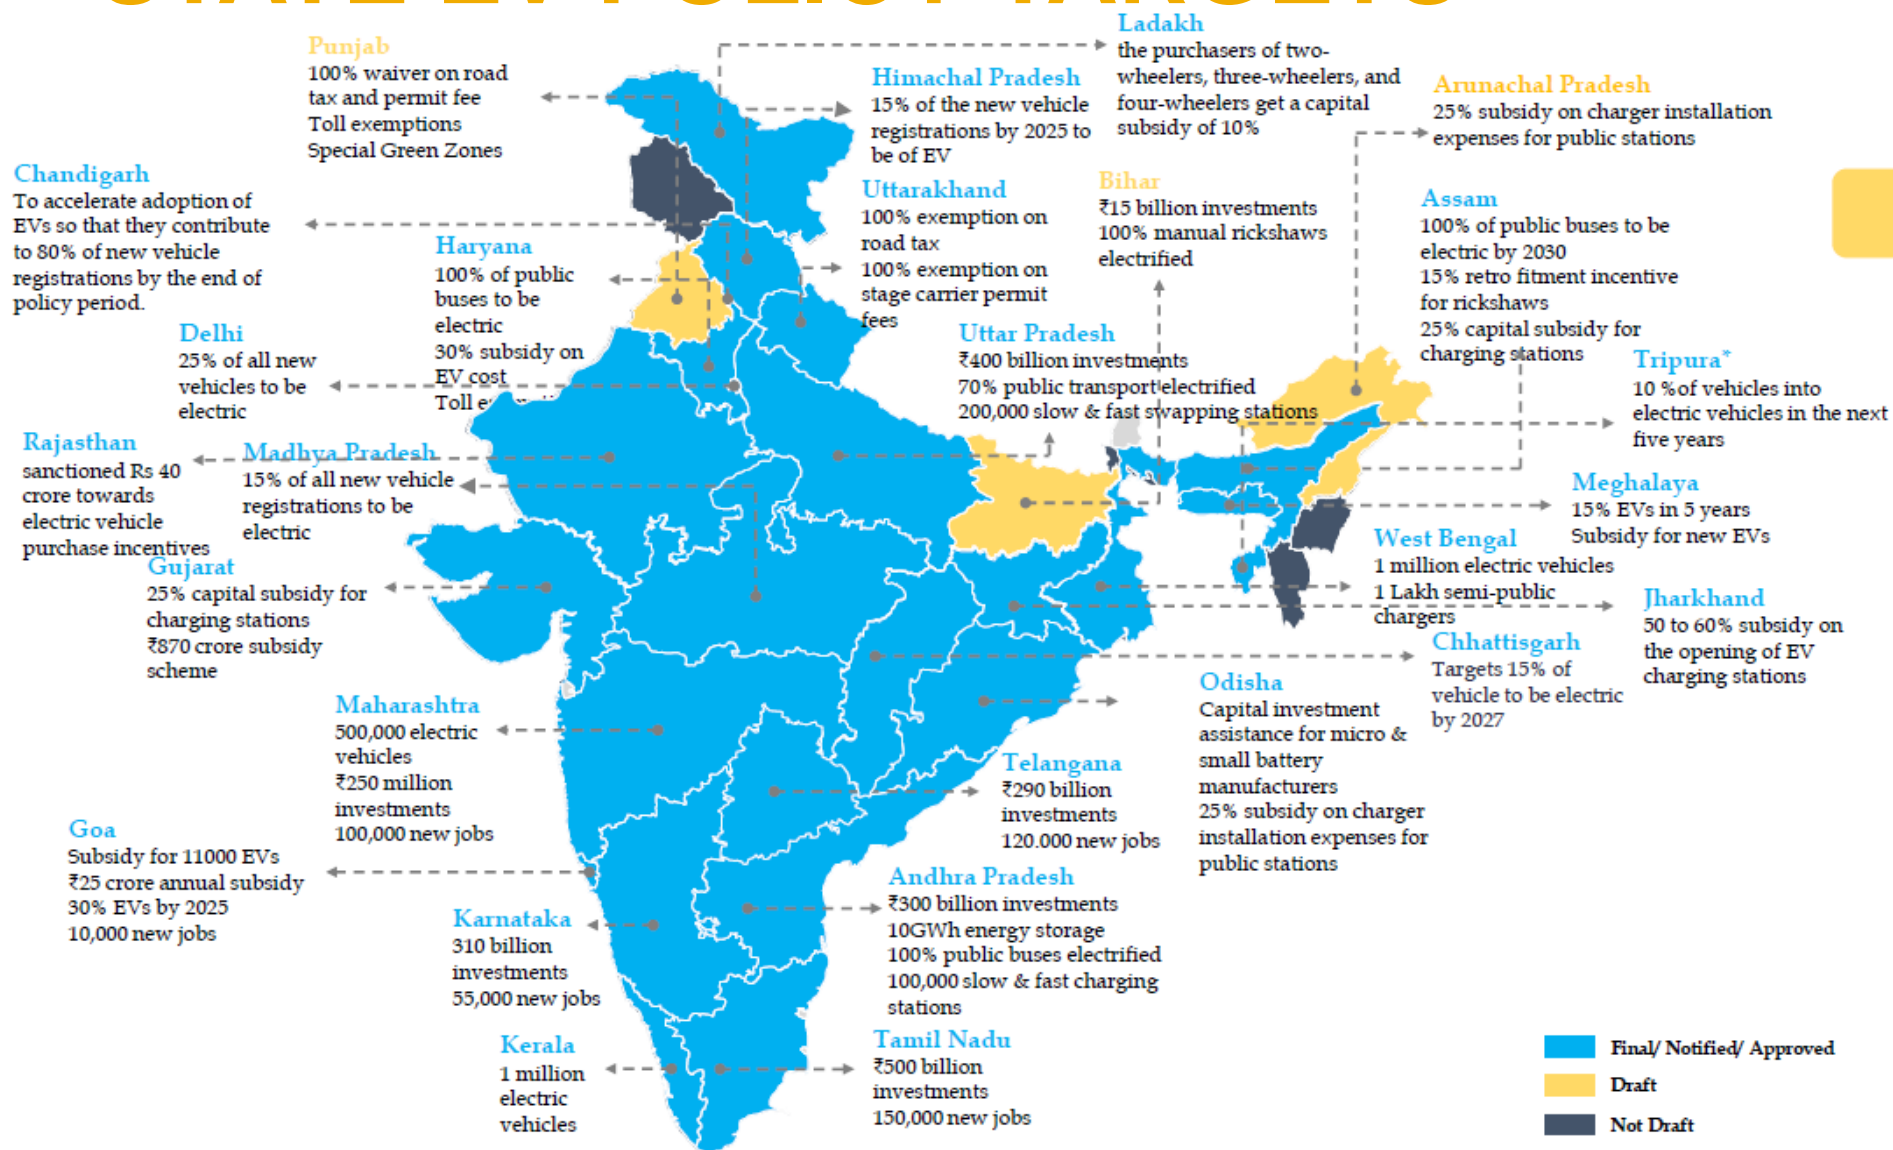 STATE EV POLICY TARGETS
Punjab
100% waiver on road
tax and permit fee
Toll exemptions
Special Green Zones
Himachal Pradesh
15% of the new vehicle
registrations by 2025 to
be of EV
Ladakh
the purchasers of two-
wheelers, three-wheelers, and
four-wheelers get a capital
subsidy of 10%
Arunachal Pradesh
25% subsidy on charger installation
expenses for public stations
Chandigarh
To accelerate adoption of
EVs so that they contribute
to 80% of new vehicle
registrations by the end of
policy period.
Haryana
100% of public
buses to be
electric
30% subsidy on
EV cost
Toll
Uttarakhand
100% exemption on
road tax
100% exemption on
stage carrier permit
fees
Bihar
₹15 billion investments
100% manual rickshaws
electrified
Assam
100% of public buses to be
electric by 2030
15% retro fitment incentive
for rickshaws
25% capital subsidy for
charging stations
Delhi
25% of all new
vehicles to be
electric
Uttar Pradesh
₹400 billion investments
70% public transport electrified
200,000 slow & fast swapping stations
Tripura*
10 %of vehicles into
electric vehicles in the next
five years
Rajasthan
sanctioned Rs 40
crore towards
electric vehicle
purchase incentives
Madhya Pradesh
15% of all new vehicle
registrations to be
electric
Meghalaya
15% EVs in 5 years
Subsidy for new EVs
Gujarat
25% capital subsidy for
charging stations
₹870 crore subsidy
scheme
West Bengal
1 million electric vehicles
1 Lakh semi-public
chargers
Jharkhand
50 to 60% subsidy on
the opening of EV
charging stations
Chhattisgarh
Targets 15% of
vehicle to be electric
by 2027
Maharashtra
500,000 electric
vehicles
₹250 million
investments
100,000 new jobs
Odisha
Capital investment
assistance for micro &
small battery
manufacturers
25% subsidy on charger
installation expenses for
public stations
Telangana
₹290 billion
investments
120.000 new jobs
Goa
Subsidy for 11000 EVs
₹25 crore annual subsidy
30% EVs by 2025
10,000 new jobs
Andhra Pradesh
₹300 billion investments
10GWh energy storage
100% public buses electrified
100,000 slow & fast charging
stations
Karnataka
310 billion
investments
55,000 new jobs
Kerala
1 million
electric
vehicles
Tamil Nadu
₹500 billion
investments
150,000 new jobs
Final/ Notified/ Approved
Draft
Not Draft